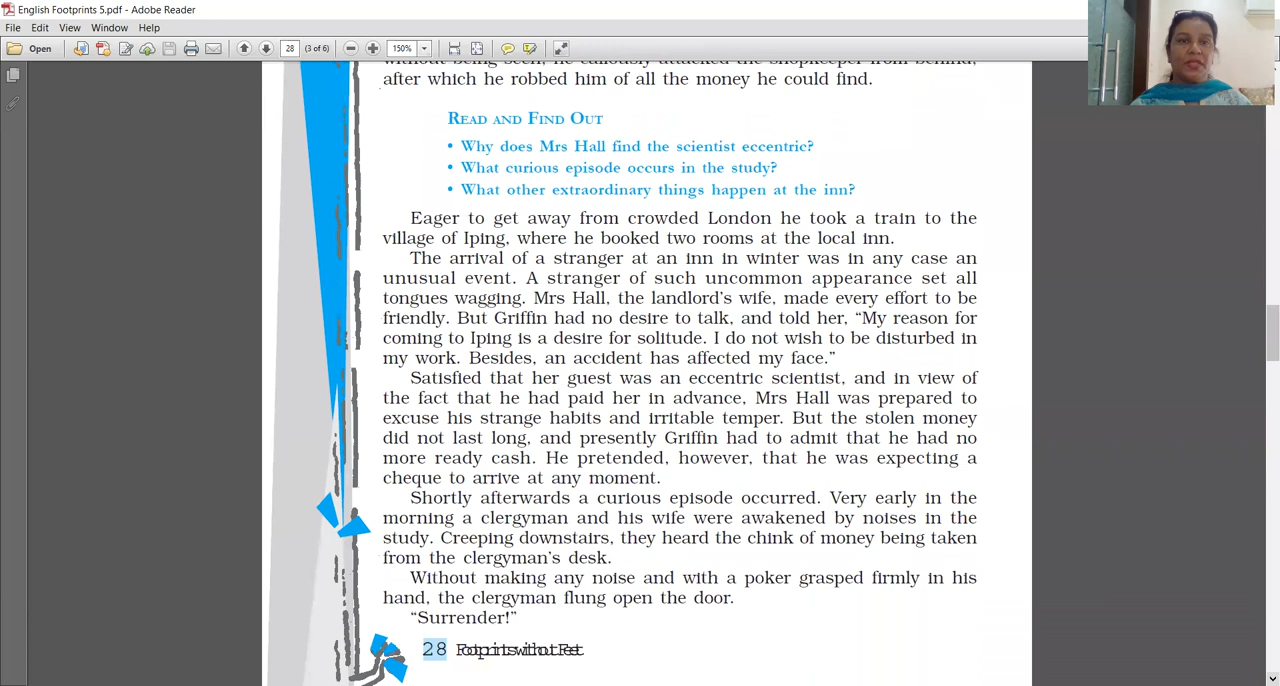 English Footprints 5.pdf - Adobe Reader
File Edit View Window Help
Open 28 (3 of 6) 150%
without being seen, he callously attacked the shopkeeper from behind,
after which he robbed him of all the money he could find.
READ AND FIND OUT
• Why does Mrs Hall find the scientist eccentric?
• What curious episode occurs in the study?
• What other extraordinary things happen at the inn?
Eager to get away from crowded London he took a train to the
village of Iping, where he booked two rooms at the local inn.
The arrival of a stranger at an inn in winter was in any case an
unusual event. A stranger of such uncommon appearance set all
tongues wagging. Mrs Hall, the landlord’s wife, made every effort to be
friendly. But Griffin had no desire to talk, and told her, “My reason for
coming to Iping is a desire for solitude. I do not wish to be disturbed in
my work. Besides, an accident has affected my face.”
Satisfied that her guest was an eccentric scientist, and in view of
the fact that he had paid her in advance, Mrs Hall was prepared to
excuse his strange habits and irritable temper. But the stolen money
did not last long, and presently Griffin had to admit that he had no
more ready cash. He pretended, however, that he was expecting a
cheque to arrive at any moment.
Shortly afterwards a curious episode occurred. Very early in the
morning a clergyman and his wife were awakened by noises in the
study. Creeping downstairs, they heard the chink of money being taken
from the clergyman’s desk.
Without making any noise and with a poker grasped firmly in his
hand, the clergyman flung open the door.
“Surrender!”
28